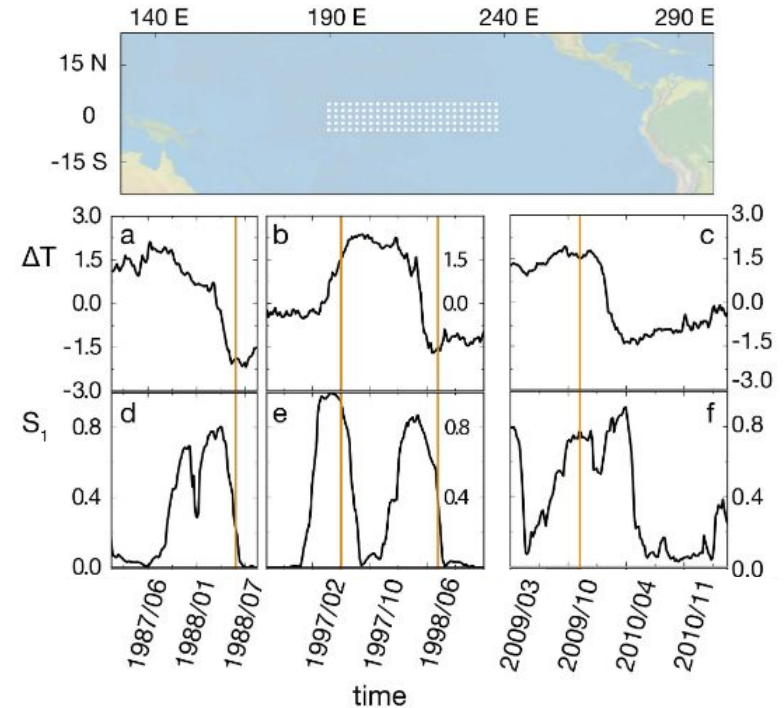 140 E 190 E 240 E 290 E
15 N
0
-15 S
3.0 a b c 3.0
ΔT 1.5 1.5 1.5
0.0 0.0 0.0
-1.5 -1.5
-3.0 -3.0
d e f
S1 0.8 0.8 0.8
0.4 0.4 0.4
0.0 0.0
1987/06 1988/01 1988/07 1997/02 1997/10 1998/06 2009/03 2009/10 2010/04 2010/11
time